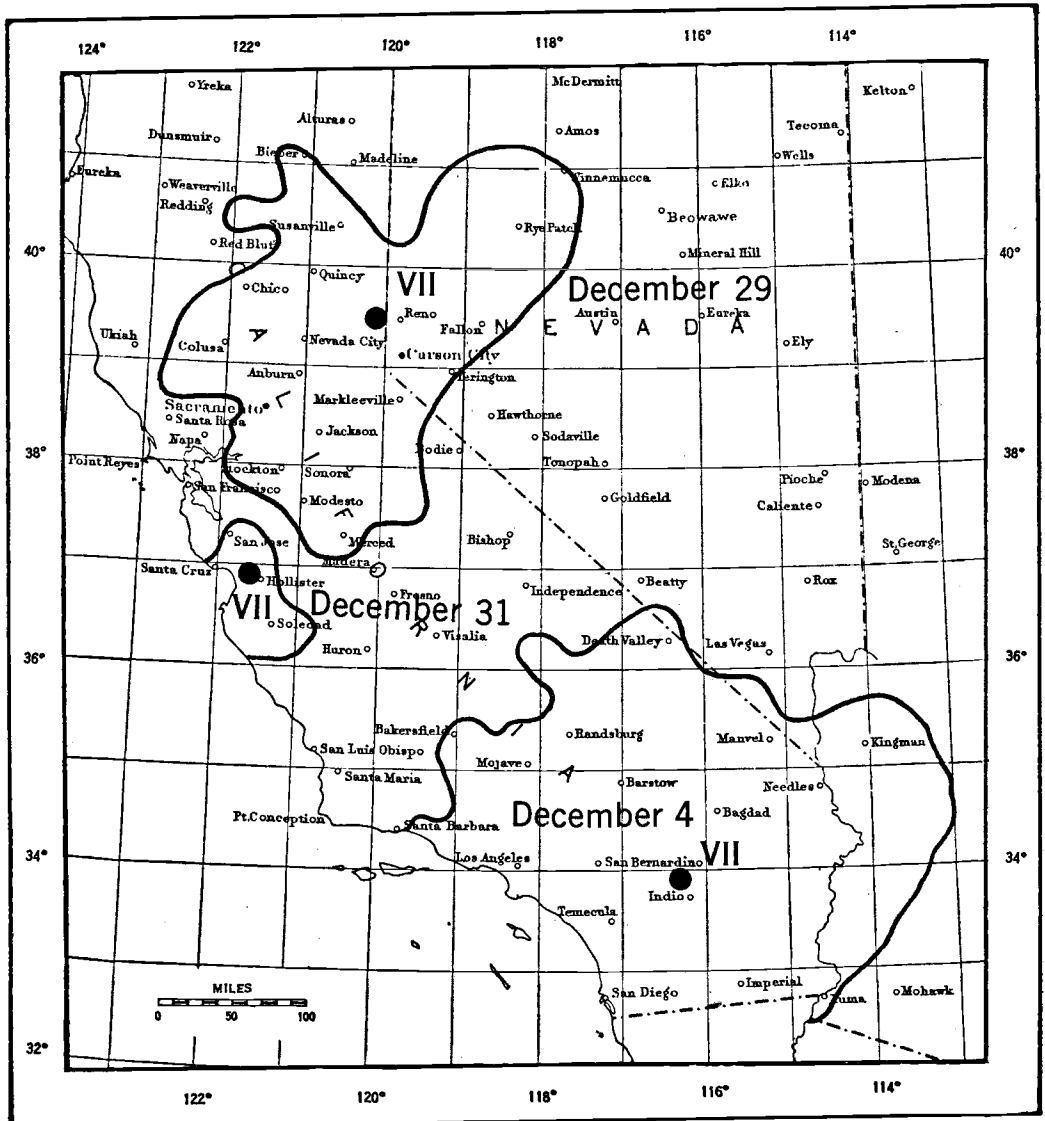 124° 122° 120° 118° 116° 114°
Yreka
McDermitt
Kelton
Alturas
Tecoma
Dunsmuir
Amos
Bieber
Madeline
Wells
Eureka
Winnemucca
Weaverville
Elko
Redding
Browawe
Susanville
Rye Patch
40°
Red Bluff
Mineral Hill
40°
Quincy
VII
December 29
Chico
Reno
Austin
Eureka
Fallon
NEVADA
Ukiah
Colusa
Nevada City
Carson City
Ely
Auburn
Yerington
Markleeville
Sacramento
Santa Rosa
Hawthorne
Napa
Jackson
Sodaville
38°
Point Reyes
Stockton
Sonora
Bodie
Tonopah
38°
Pioche
Modena
San Francisco
Modesto
Goldfield
Caliente
San Jose
Merced
Bishop
St. George
Santa Cruz
Madera
Hollister
Fresno
Independence
Beatty
Rox
VII
December 31
Soledad
Visalia
Death Valley
Las Vegas
36°
Huron
36°
CALIFORNIA
Bakersfield
Randsburg
Manvel
Kingman
San Luis Obispo
Mojave
Santa Maria
Barstow
Needles
Pt. Conception
Santa Barbara
December 4
Bagdad
34°
Los Angeles
San Bernardino
VII
34°
Indio
Temecula
MILES
San Diego
Imperial
Yuma
Mohawk
0 50 100
32°
32°
122° 120° 118° 116° 114°